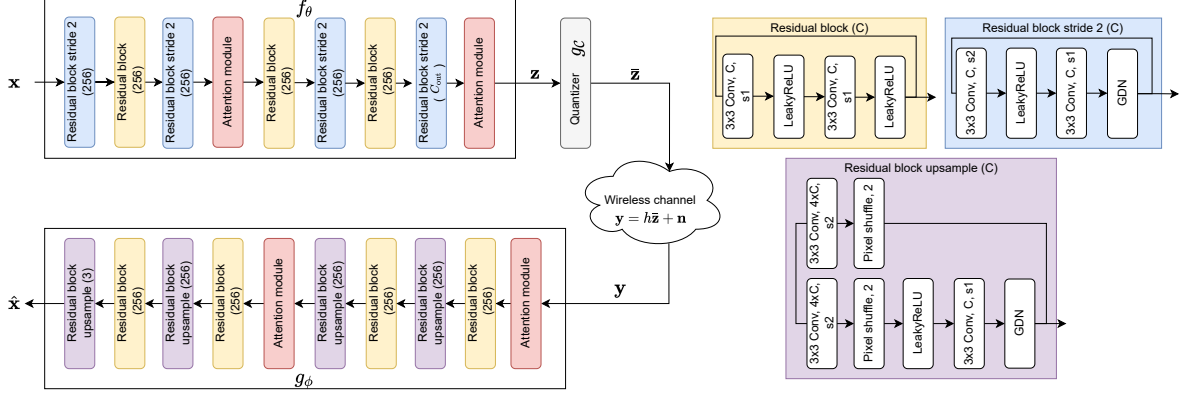 f_θ
x
Residual block stride 2
(256)
Residual block
(256)
Residual block stride 2
(256)
Attention module
Residual block
(256)
Residual block stride 2
(256)
Residual block
(256)
Residual block stride 2
( C_out )
Attention module
z
Quantizer g_𝒞
z̄
Wireless channel
y = hz̄ + n
y
Attention module
Residual block
(256)
Residual block
upsample (256)
Residual block
(256)
Residual block
upsample (256)
Attention module
Residual block
(256)
Residual block
upsample (256)
Residual block
(256)
Residual block
upsample (3)
x̂
g_ϕ
Residual block (C)
3x3 Conv, C,
s1
LeakyReLU
3x3 Conv, C,
s1
LeakyReLU
Residual block stride 2 (C)
3x3 Conv, C, s2
LeakyReLU
3x3 Conv, C, s1
GDN
Residual block upsample (C)
3x3 Conv, 4xC,
s2
Pixel shuffle, 2
3x3 Conv, 4xC,
s2
Pixel shuffle, 2
LeakyReLU
3x3 Conv, C, s1
GDN